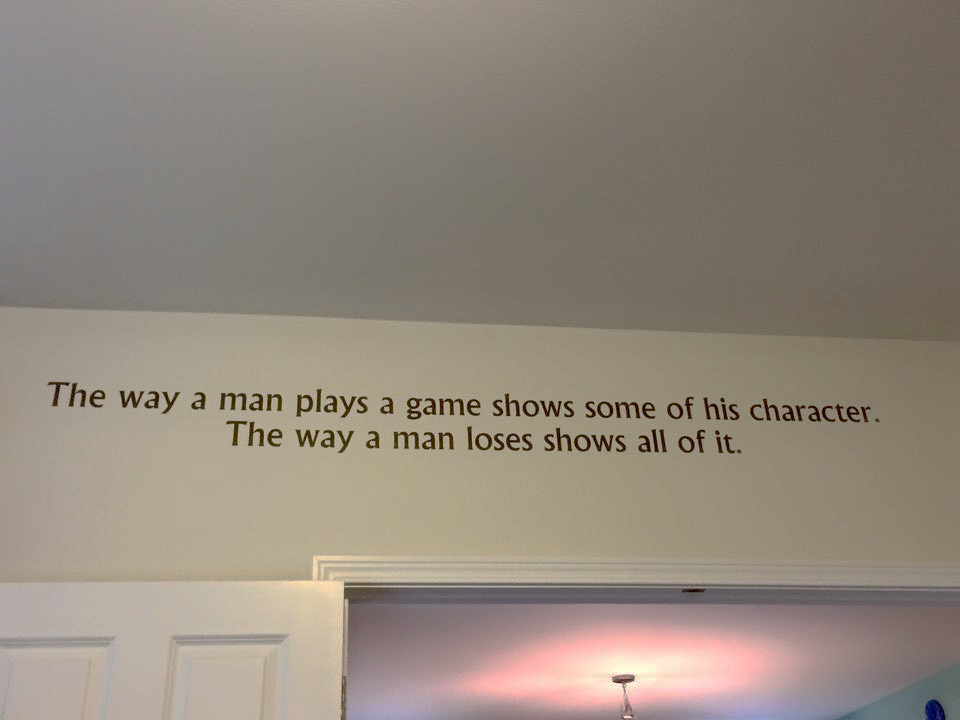 The way a man plays a game shows some of his character.
The way a man loses shows all of it.